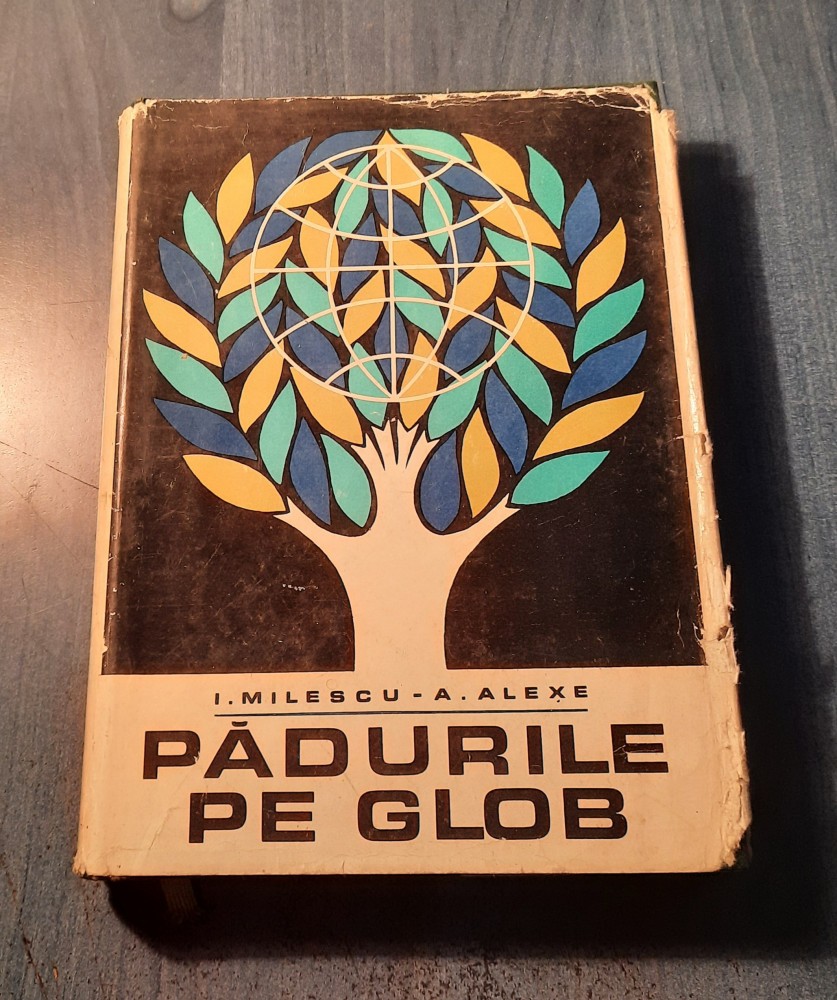 I. MILESCU - A. ALEXE
PĂDURILE
PE GLOB